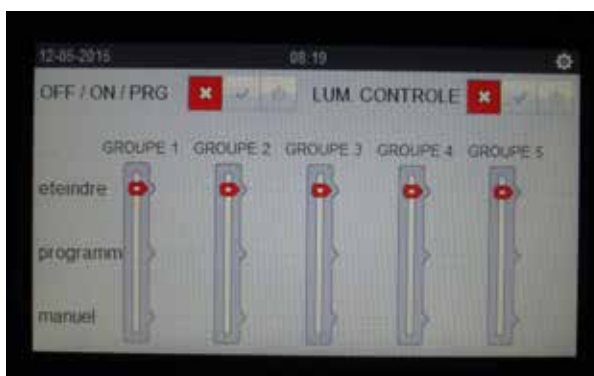 12-05-2015 08:19
OFF / ON / PRG LUM. CONTROLE
GROUPE 1 GROUPE 2 GROUPE 3 GROUPE 4 GROUPE 5
eteindre
programm
manuel